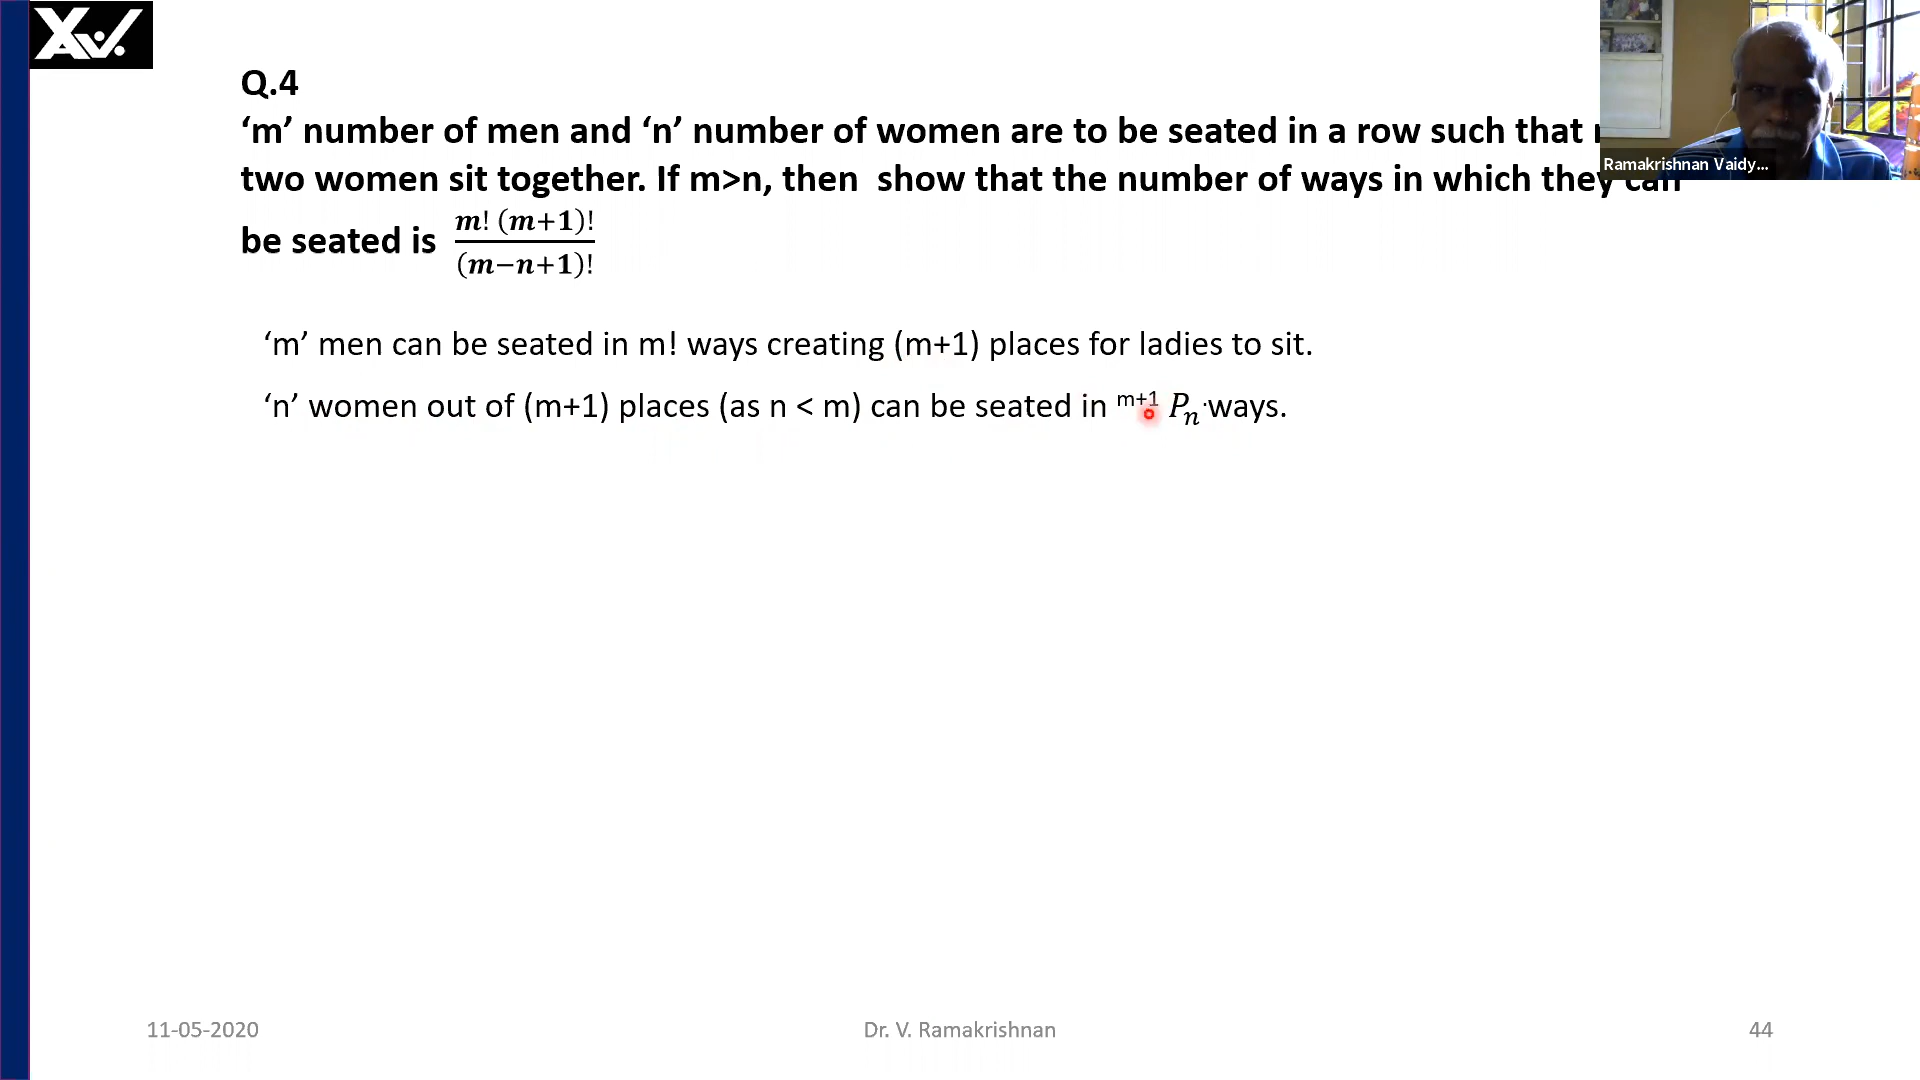 XAV.
Q.4
‘m’ number of men and ‘n’ number of women are to be seated in a row such that
two women sit together. If m>n, then show that the number of ways in which they can
be seated is m! (m+1)! / (m−n+1)!
‘m’ men can be seated in m! ways creating (m+1) places for ladies to sit.
‘n’ women out of (m+1) places (as n < m) can be seated in ᵐ⁺¹ Pₙ ways.
Ramakrishnan Vaidy...
11-05-2020
Dr. V. Ramakrishnan
44